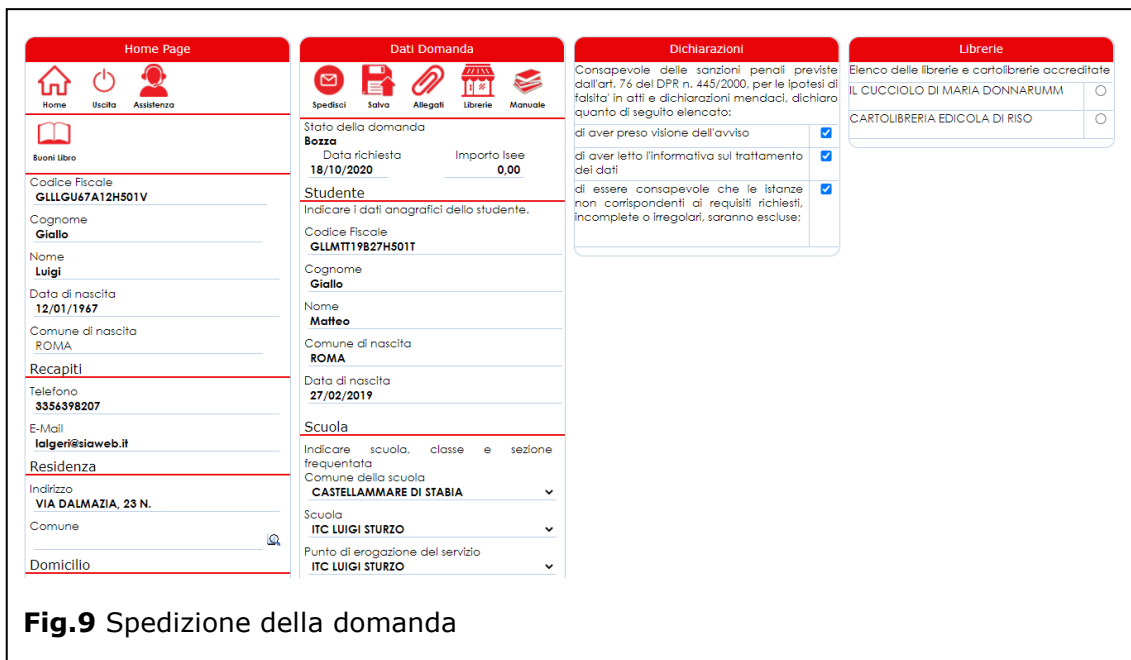 Home Page
Home Uscita Assistenza
Buoni Libro
Codice Fiscale
GLLLGU67A12H501V
Cognome
Giallo
Nome
Luigi
Data di nascita
12/01/1967
Comune di nascita
ROMA
Recapiti
Telefono
3356398207
E-Mail
lalgeri@siaweb.it
Residenza
Indirizzo
VIA DALMAZIA, 23 N.
Comune
Domicilio
Dati Domanda
Spedisci Salva Allegati Librerie Manuale
Stato della domanda
Bozza
Data richiesta Importo Isee
18/10/2020 0,00
Studente
Indicare i dati anagrafici dello studente.
Codice Fiscale
GLLMTT19B27H501T
Cognome
Giallo
Nome
Matteo
Comune di nascita
ROMA
Data di nascita
27/02/2019
Scuola
Indicare scuola, classe e sezione
frequentata
Comune della scuola
CASTELLAMMARE DI STABIA
Scuola
ITC LUIGI STURZO
Punto di erogazione del servizio
ITC LUIGI STURZO
Dichiarazioni
Consapevole delle sanzioni penali previste
dall'art. 76 del DPR n. 445/2000, per le ipotesi di
falsita' in atti e dichiarazioni mendaci, dichiaro
quanto di seguito elencato:
di aver preso visione dell'avviso
di aver letto l'informativa sul trattamento
dei dati
di essere consapevole che le istanze
non corrispondenti ai requisiti richiesti,
incomplete o irregolari, saranno escluse;
Librerie
Elenco delle librerie e cartolibrerie accreditate
IL CUCCIOLO DI MARIA DONNARUMM
CARTOLIBRERIA EDICOLA DI RISO
Fig.9 Spedizione della domanda